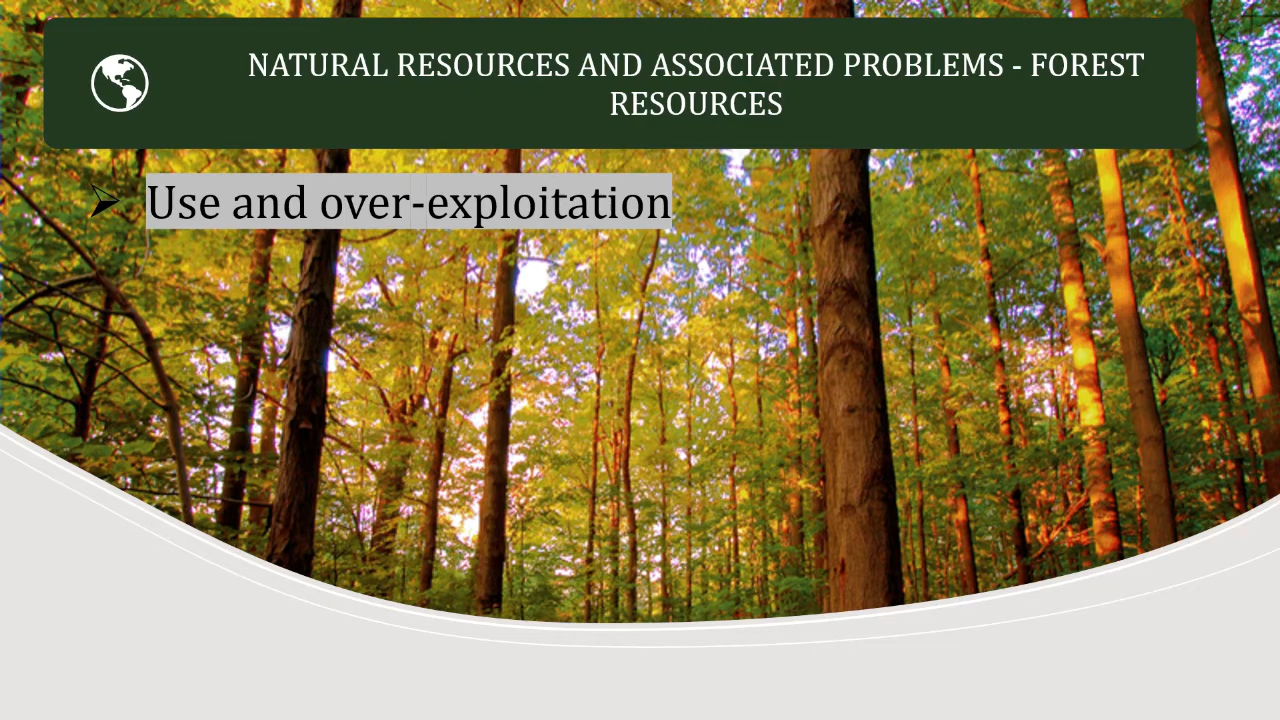 NATURAL RESOURCES AND ASSOCIATED PROBLEMS - FOREST
RESOURCES
Use and over-exploitation